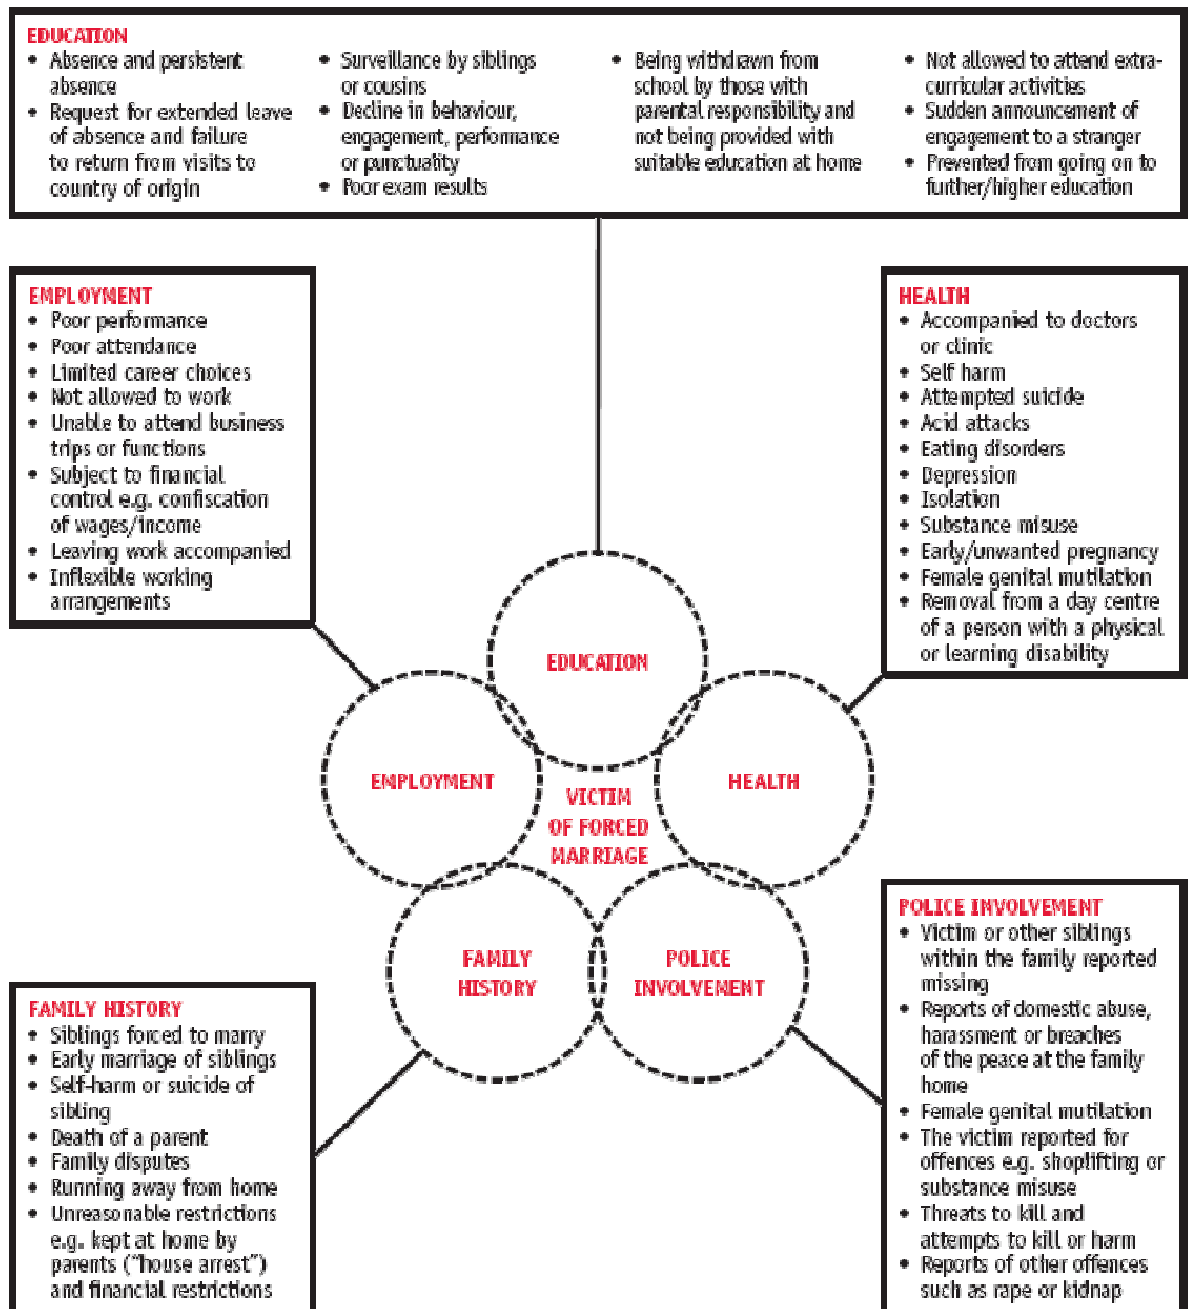 EDUCATION
• Absence and persistent
absence
• Request for extended leave
of absence and failure
to return from visits to
country of origin
• Surveillance by siblings
or cousins
• Decline in behaviour,
engagement, performance
or punctuality
• Poor exam results
• Being withdrawn from
school by those with
parental responsibility and
not being provided with
suitable education at home
• Not allowed to attend extra-
curricular activities
• Sudden announcement of
engagement to a stranger
• Prevented from going on to
further/higher education
EMPLOYMENT
• Poor performance
• Poor attendance
• Limited career choices
• Not allowed to work
• Unable to attend business
trips or functions
• Subject to financial
control e.g. confiscation
of wages/income
• Leaving work accompanied
• Inflexible working
arrangements
HEALTH
• Accompanied to doctors
or clinic
• Self harm
• Attempted suicide
• Acid attacks
• Eating disorders
• Depression
• Isolation
• Substance misuse
• Early/unwanted pregnancy
• Female genital mutilation
• Removal from a day centre
of a person with a physical
or learning disability
EDUCATION
EMPLOYMENT
HEALTH
VICTIM
OF FORCED
MARRIAGE
FAMILY
HISTORY
POLICE
INVOLVEMENT
FAMILY HISTORY
• Siblings forced to marry
• Early marriage of siblings
• Self-harm or suicide of
sibling
• Death of a parent
• Family disputes
• Running away from home
• Unreasonable restrictions
e.g. kept at home by
parents (“house arrest”)
and financial restrictions
POLICE INVOLVEMENT
• Victim or other siblings
within the family reported
missing
• Reports of domestic abuse,
harassment or breaches
of the peace at the family
home
• Female genital mutilation
• The victim reported for
offences e.g. shoplifting or
substance misuse
• Threats to kill and
attempts to kill or harm
• Reports of other offences
such as rape or kidnap